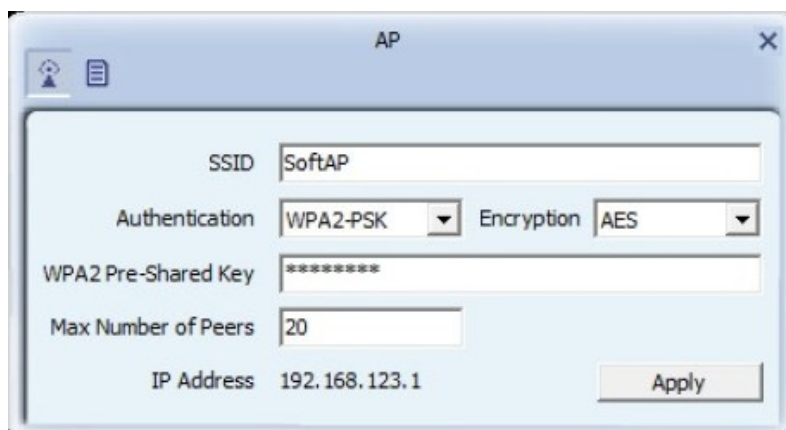 AP
SSID SoftAP
Authentication WPA2-PSK Encryption AES
WPA2 Pre-Shared Key ********
Max Number of Peers 20
IP Address 192.168.123.1 Apply